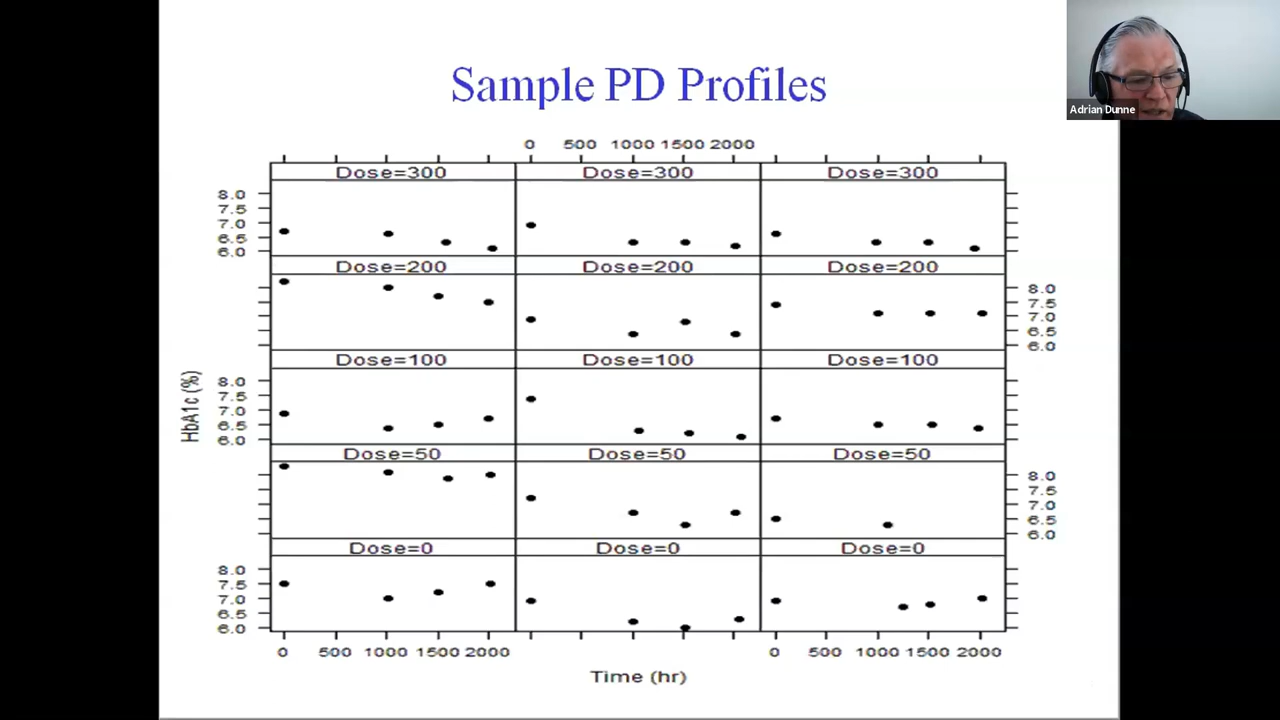 Sample PD Profiles
Adrian Dunne
0 500 1000 1500 2000
Dose=300 Dose=300 Dose=300
8.0
7.5
7.0
6.5
6.0
Dose=200 Dose=200 Dose=200
8.0
7.5
7.0
6.5
6.0
Dose=100 Dose=100 Dose=100
8.0
7.5
7.0
6.5
6.0
HbA1c (%)
Dose=50 Dose=50 Dose=50
8.0
7.5
7.0
6.5
6.0
Dose=0 Dose=0 Dose=0
8.0
7.5
7.0
6.5
6.0
0 500 1000 1500 2000 0 500 1000 1500 2000
Time (hr)